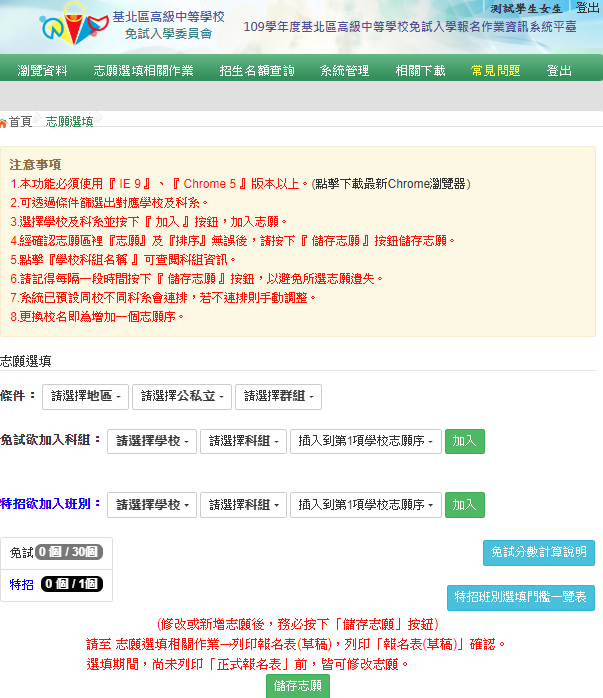 測試學生女生 登出
基北區高級中等學校
免試入學委員會
109學年度基北區高級中等學校免試入學報名作業資訊系統平臺
瀏覽資料 志願選填相關作業 招生名額查詢 系統管理 相關下載 常見問題 登出
首頁 志願選填
注意事項
1.本功能必須使用『 IE 9 』、『 Chrome 5 』版本以上。(點擊下載最新Chrome瀏覽器)
2.可透過條件篩選出對應學校及科系。
3.選擇學校及科系並按下『 加入 』按鈕，加入志願。
4.經確認志願區裡『志願』及『排序』無誤後，請按下『 儲存志願 』按鈕儲存志願。
5.點擊『學校科組名稱 』可查閱科組資訊。
6.請記得每隔一段時間按下『 儲存志願 』按鈕，以避免所選志願遺失。
7.系統已預設同校不同科系會連排，若不連排則手動調整。
8.更換校名即為增加一個志願序。
志願選填
條件： 請選擇地區 請選擇公私立 請選擇群組
免試欲加入科組： 請選擇學校 請選擇科組 插入到第1項學校志願序 加入
特招欲加入班別： 請選擇學校 請選擇科組 插入到第1項學校志願序 加入
免試 0 個 / 30個 免試分數計算說明
特招 0 個 / 1個 特招班別選填門檻一覽表
(修改或新增志願後，務必按下「儲存志願」按鈕)
請至 志願選填相關作業→列印報名表(草稿)，列印「報名表(草稿)」確認。
選填期間，尚未列印「正式報名表」前，皆可修改志願。
儲存志願